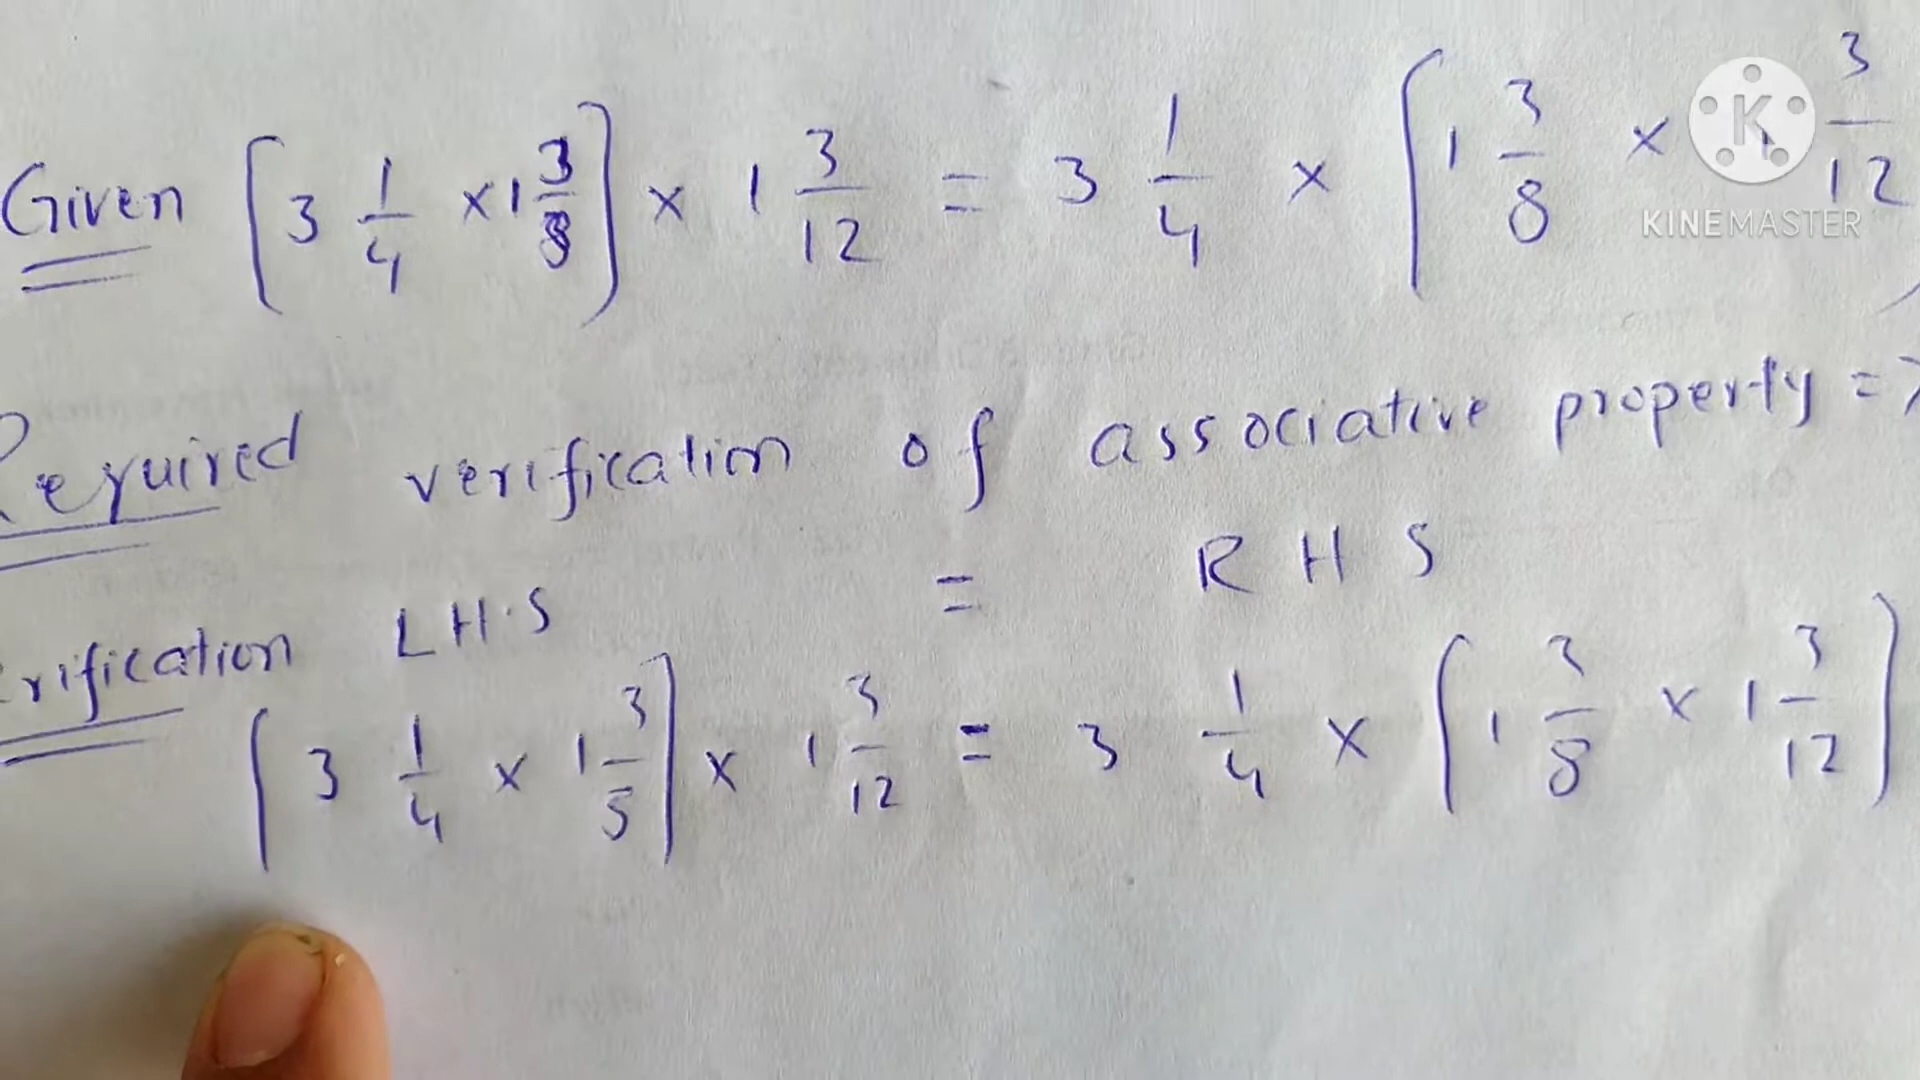 Given [3 1/4 × 1 3/8] × 1 3/12 = 3 1/4 × [1 3/8 × 1 3/12
Required verification of associative property =>
erification LH.S = RHS
[3 1/4 × 1 3/5] × 1 3/12 = 3 1/4 × [1 3/8 × 1 3/12]
KINEMASTER